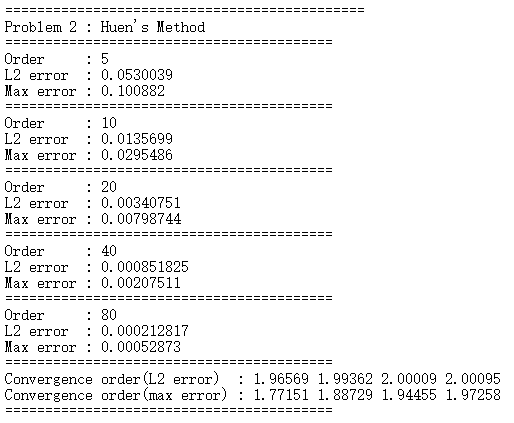 ============================================
Problem 2 : Huen's Method
========================================
Order     : 5
L2 error  : 0.0530039
Max error : 0.100882
========================================
Order     : 10
L2 error  : 0.0135699
Max error : 0.0295486
========================================
Order     : 20
L2 error  : 0.00340751
Max error : 0.00798744
========================================
Order     : 40
L2 error  : 0.000851825
Max error : 0.00207511
========================================
Order     : 80
L2 error  : 0.000212817
Max error : 0.00052873
========================================
Convergence order(L2 error)  : 1.96569 1.99362 2.00009 2.00095
Convergence order(max error) : 1.77151 1.88729 1.94455 1.97258
========================================